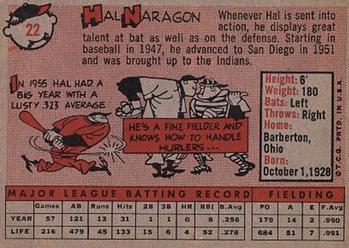 22
HAL NARAGON
Whenever Hal is sent into
action, he displays great
talent at bat as well as on the defense. Starting
in baseball in 1947, he advanced to San Diego in 1951
and was brought up to the Indians.
IN 1955 HAL HAD A
BIG YEAR WITH A
LUSTY .323 AVERAGE
HE'S A FINE FIELDER AND
KNOWS HOW TO HANDLE
HURLERS...
Height: 6'
Weight: 180
Bats: Left
Throws: Right
Home:
Barberton,
Ohio
Born:
October 1, 1928
© T.C.G. PRTD. IN U.S.A.
MAJOR LEAGUE BATTING RECORD FIELDING
Games AB Runs Hits 2B 3B HR RBI B.Avg. PO A E F.Avg.
YEAR 57 121 12 31 1 1 0 8 .256 179 14 2 .990
LIFE 216 479 45 133 14 7 5 52 .278 684 51 7 .991